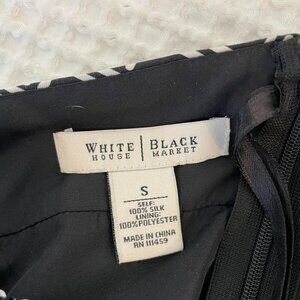 WHITE | BLACK
HOUSE | MARKET
S
SELF:
100% SILK
LINING:
100% POLYESTER
MADE IN CHINA
RN 111459